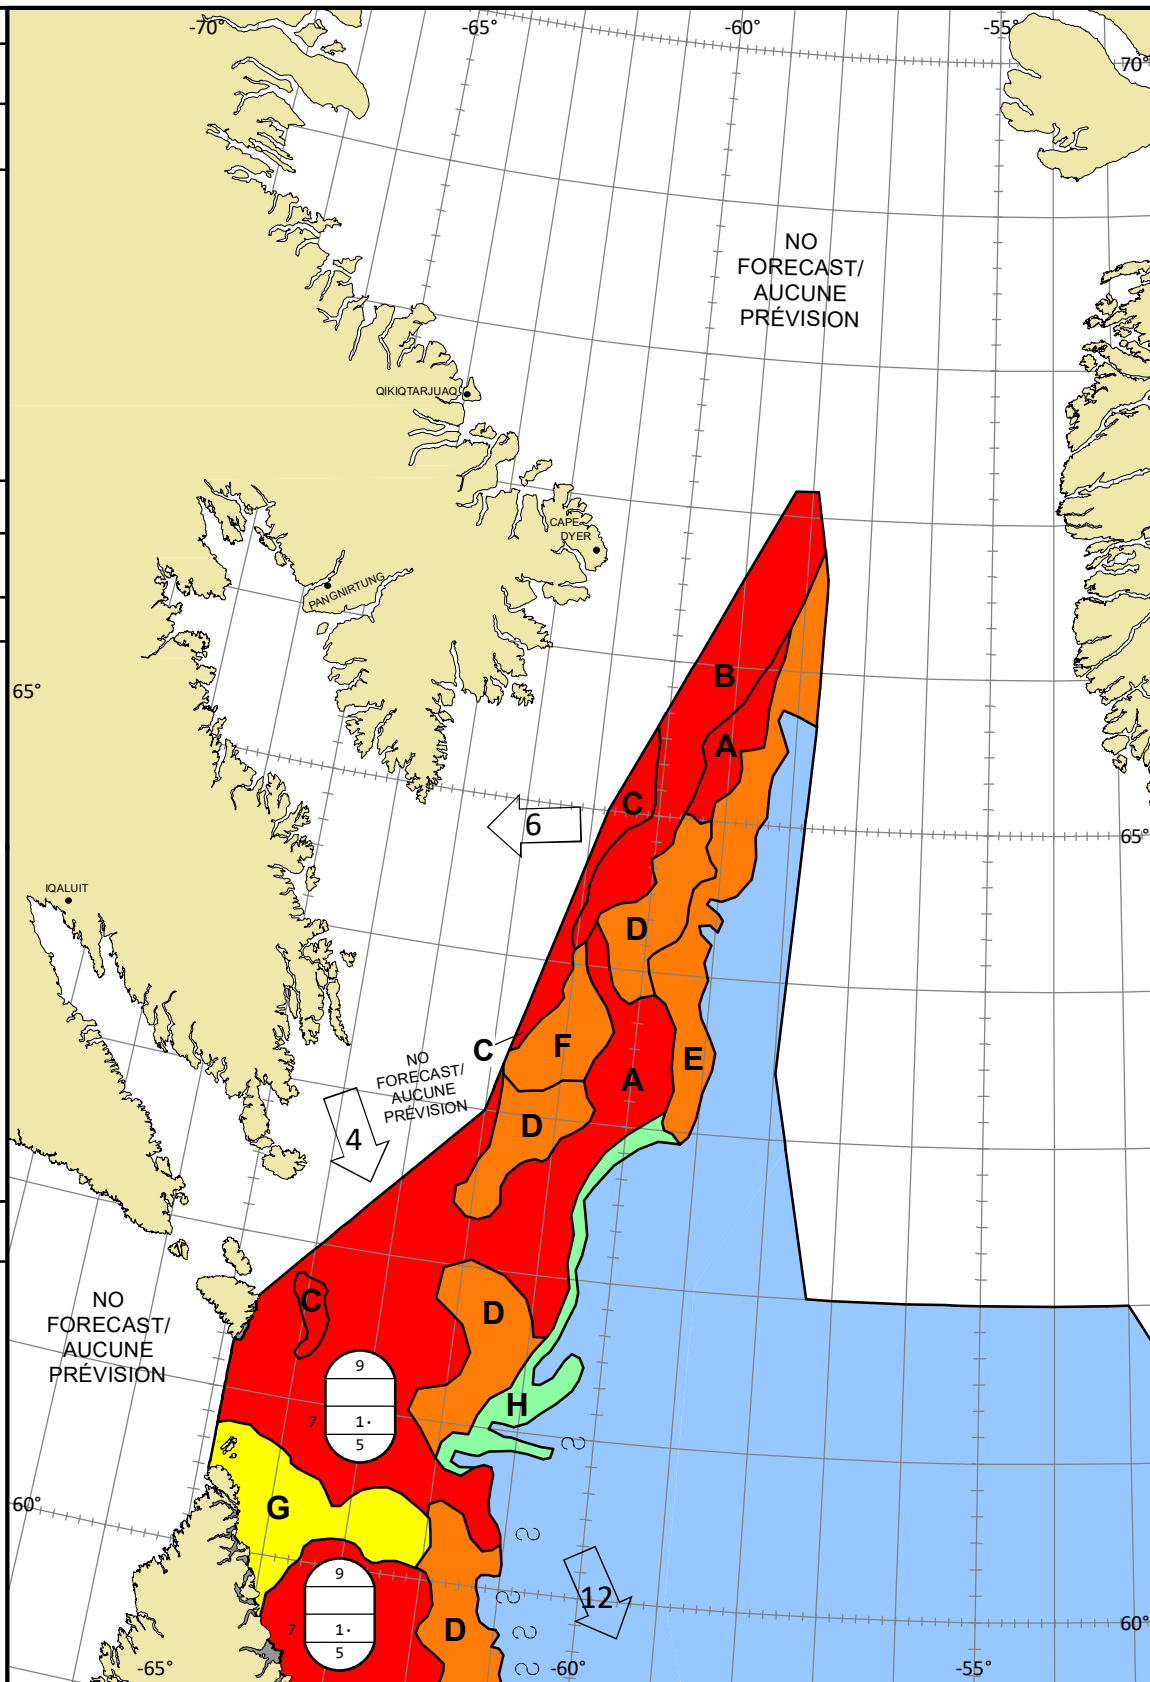 -70°
-65°
-60°
-55°
70°
NO
FORECAST/
AUCUNE
PRÉVISION
QIKIQTARJUAQ
CAPE
DYER
PANGNIRTUNG
65°
B
A
C
6
65°
IQALUIT
D
F
C
E
A
NO
FORECAST/
AUCUNE
PRÉVISION
4
D
NO
FORECAST/
AUCUNE
PRÉVISION
C
D
9
7
1·
5
H
60°
G
9
12
60°
7
1·
5
D
-65°
-60°
-55°